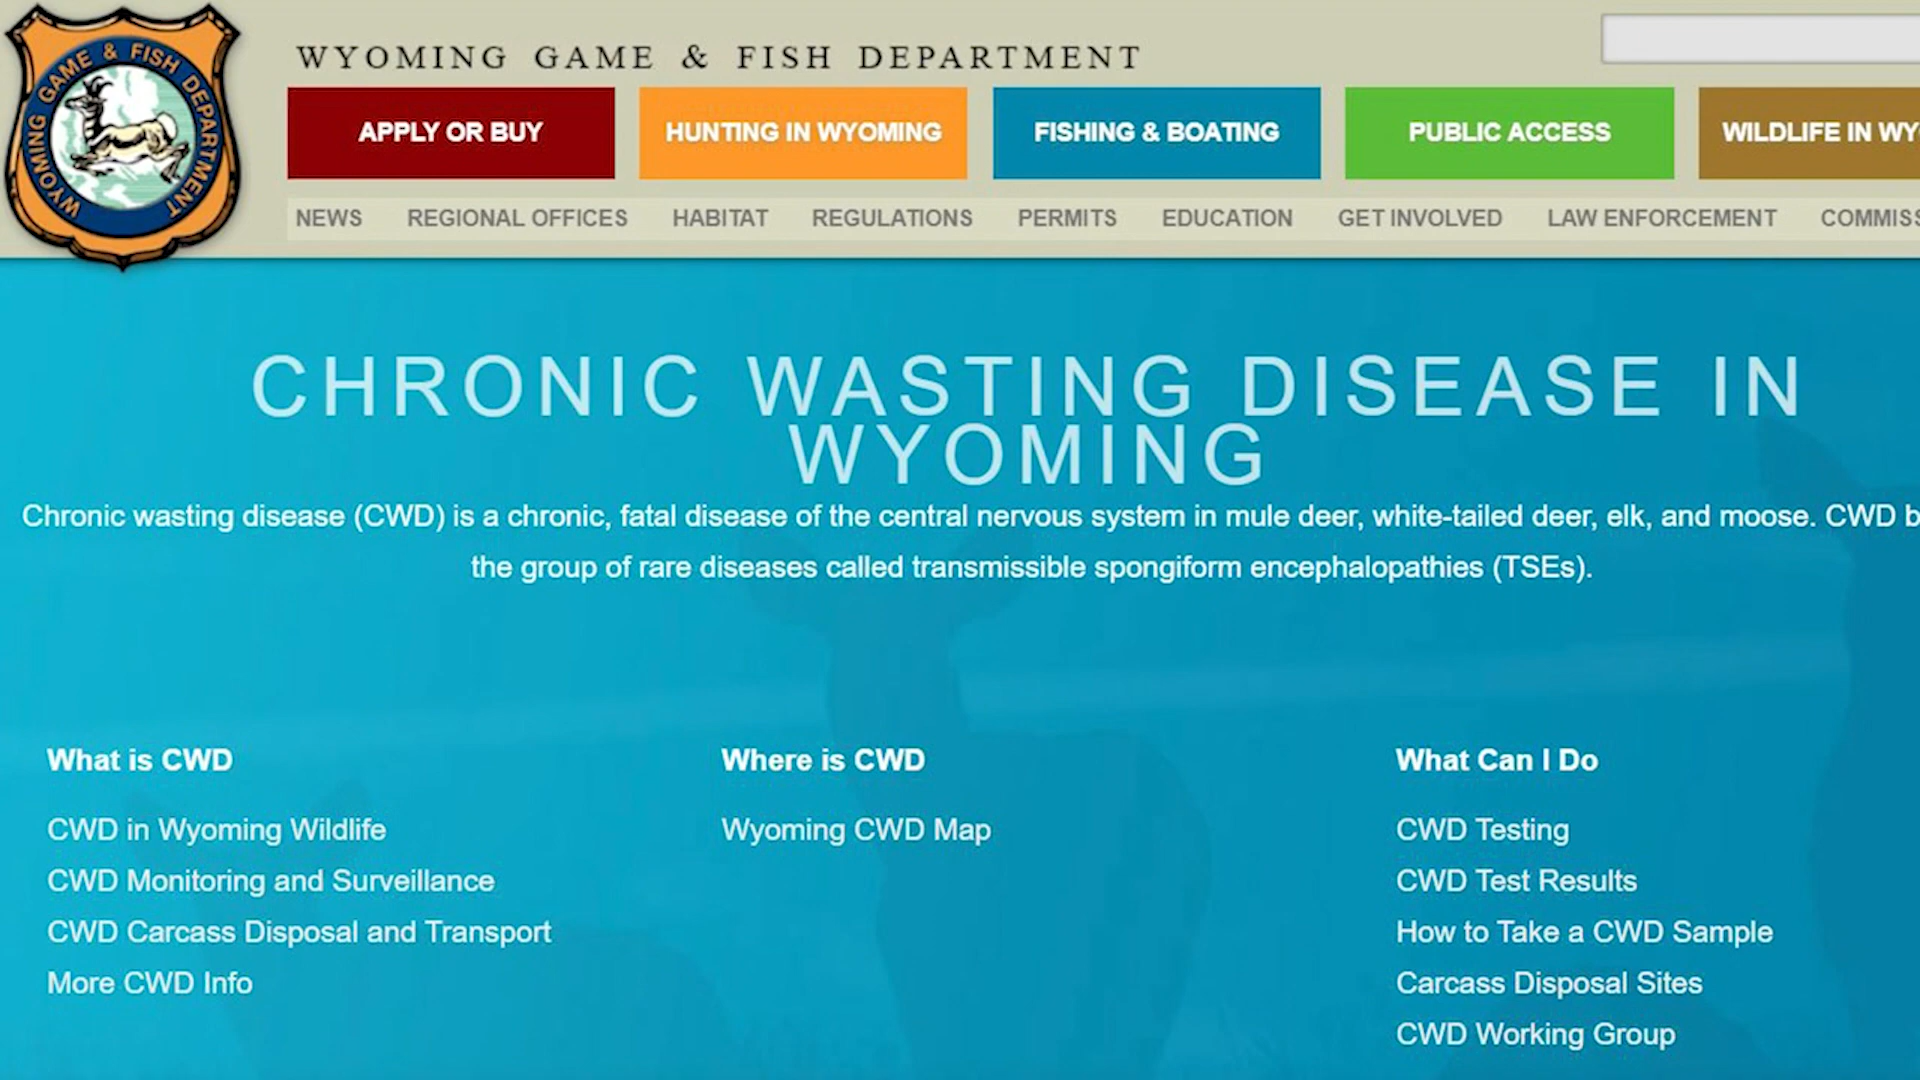 WYOMING GAME & FISH DEPARTMENT
WYOMING GAME & FISH DEPARTMENT
APPLY OR BUY
HUNTING IN WYOMING
FISHING & BOATING
PUBLIC ACCESS
WILDLIFE IN WY
NEWS
REGIONAL OFFICES
HABITAT
REGULATIONS
PERMITS
EDUCATION
GET INVOLVED
LAW ENFORCEMENT
COMMISS
CHRONIC WASTING DISEASE IN
WYOMING
Chronic wasting disease (CWD) is a chronic, fatal disease of the central nervous system in mule deer, white-tailed deer, elk, and moose. CWD b
the group of rare diseases called transmissible spongiform encephalopathies (TSEs).
What is CWD
CWD in Wyoming Wildlife
CWD Monitoring and Surveillance
CWD Carcass Disposal and Transport
More CWD Info
Where is CWD
Wyoming CWD Map
What Can I Do
CWD Testing
CWD Test Results
How to Take a CWD Sample
Carcass Disposal Sites
CWD Working Group